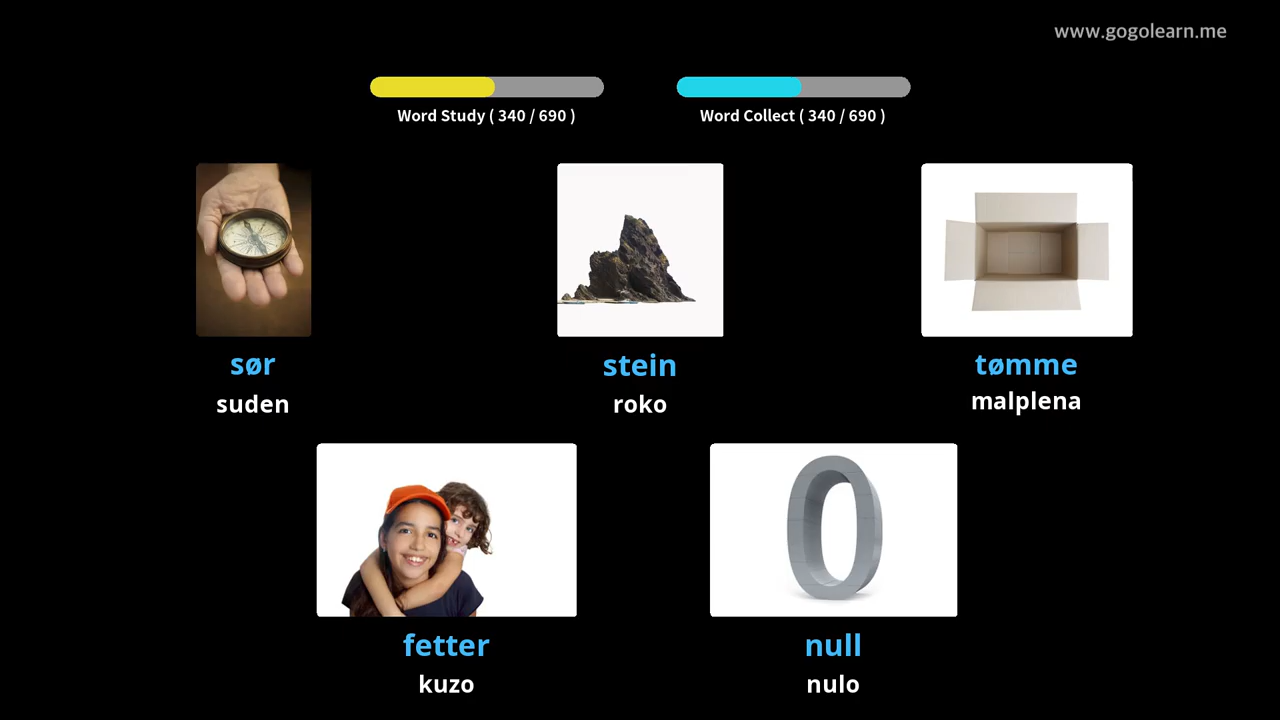 www.gogolearn.me
Word Study ( 340 / 690 )
Word Collect ( 340 / 690 )
sør
suden
stein
roko
tømme
malplena
fetter
kuzo
null
nulo